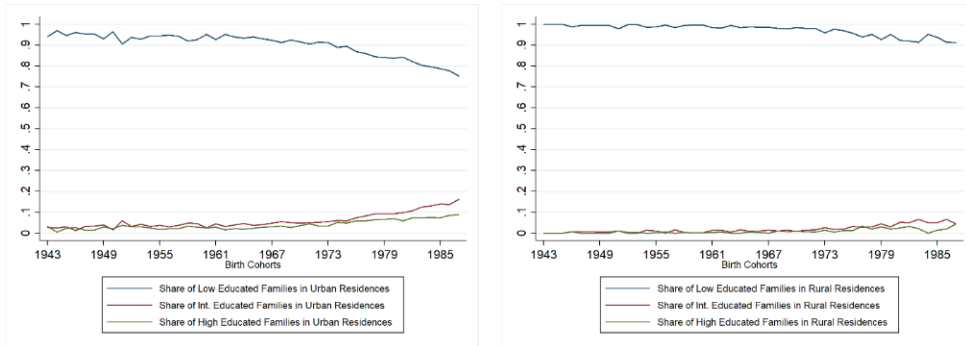 1
.9
.8
.7
.6
.5
.4
.3
.2
.1
0
1943 1949 1955 1961 1967 1973 1979 1985
Birth Cohorts
Share of Low Educated Families in Urban Residences
Share of Int. Educated Families in Urban Residences
Share of High Educated Families in Urban Residences
1
.9
.8
.7
.6
.5
.4
.3
.2
.1
0
1943 1949 1955 1961 1967 1973 1979 1985
Birth Cohorts
Share of Low Educated Families in Rural Residences
Share of Int. Educated Families in Rural Residences
Share of High Educated Families in Rural Residences